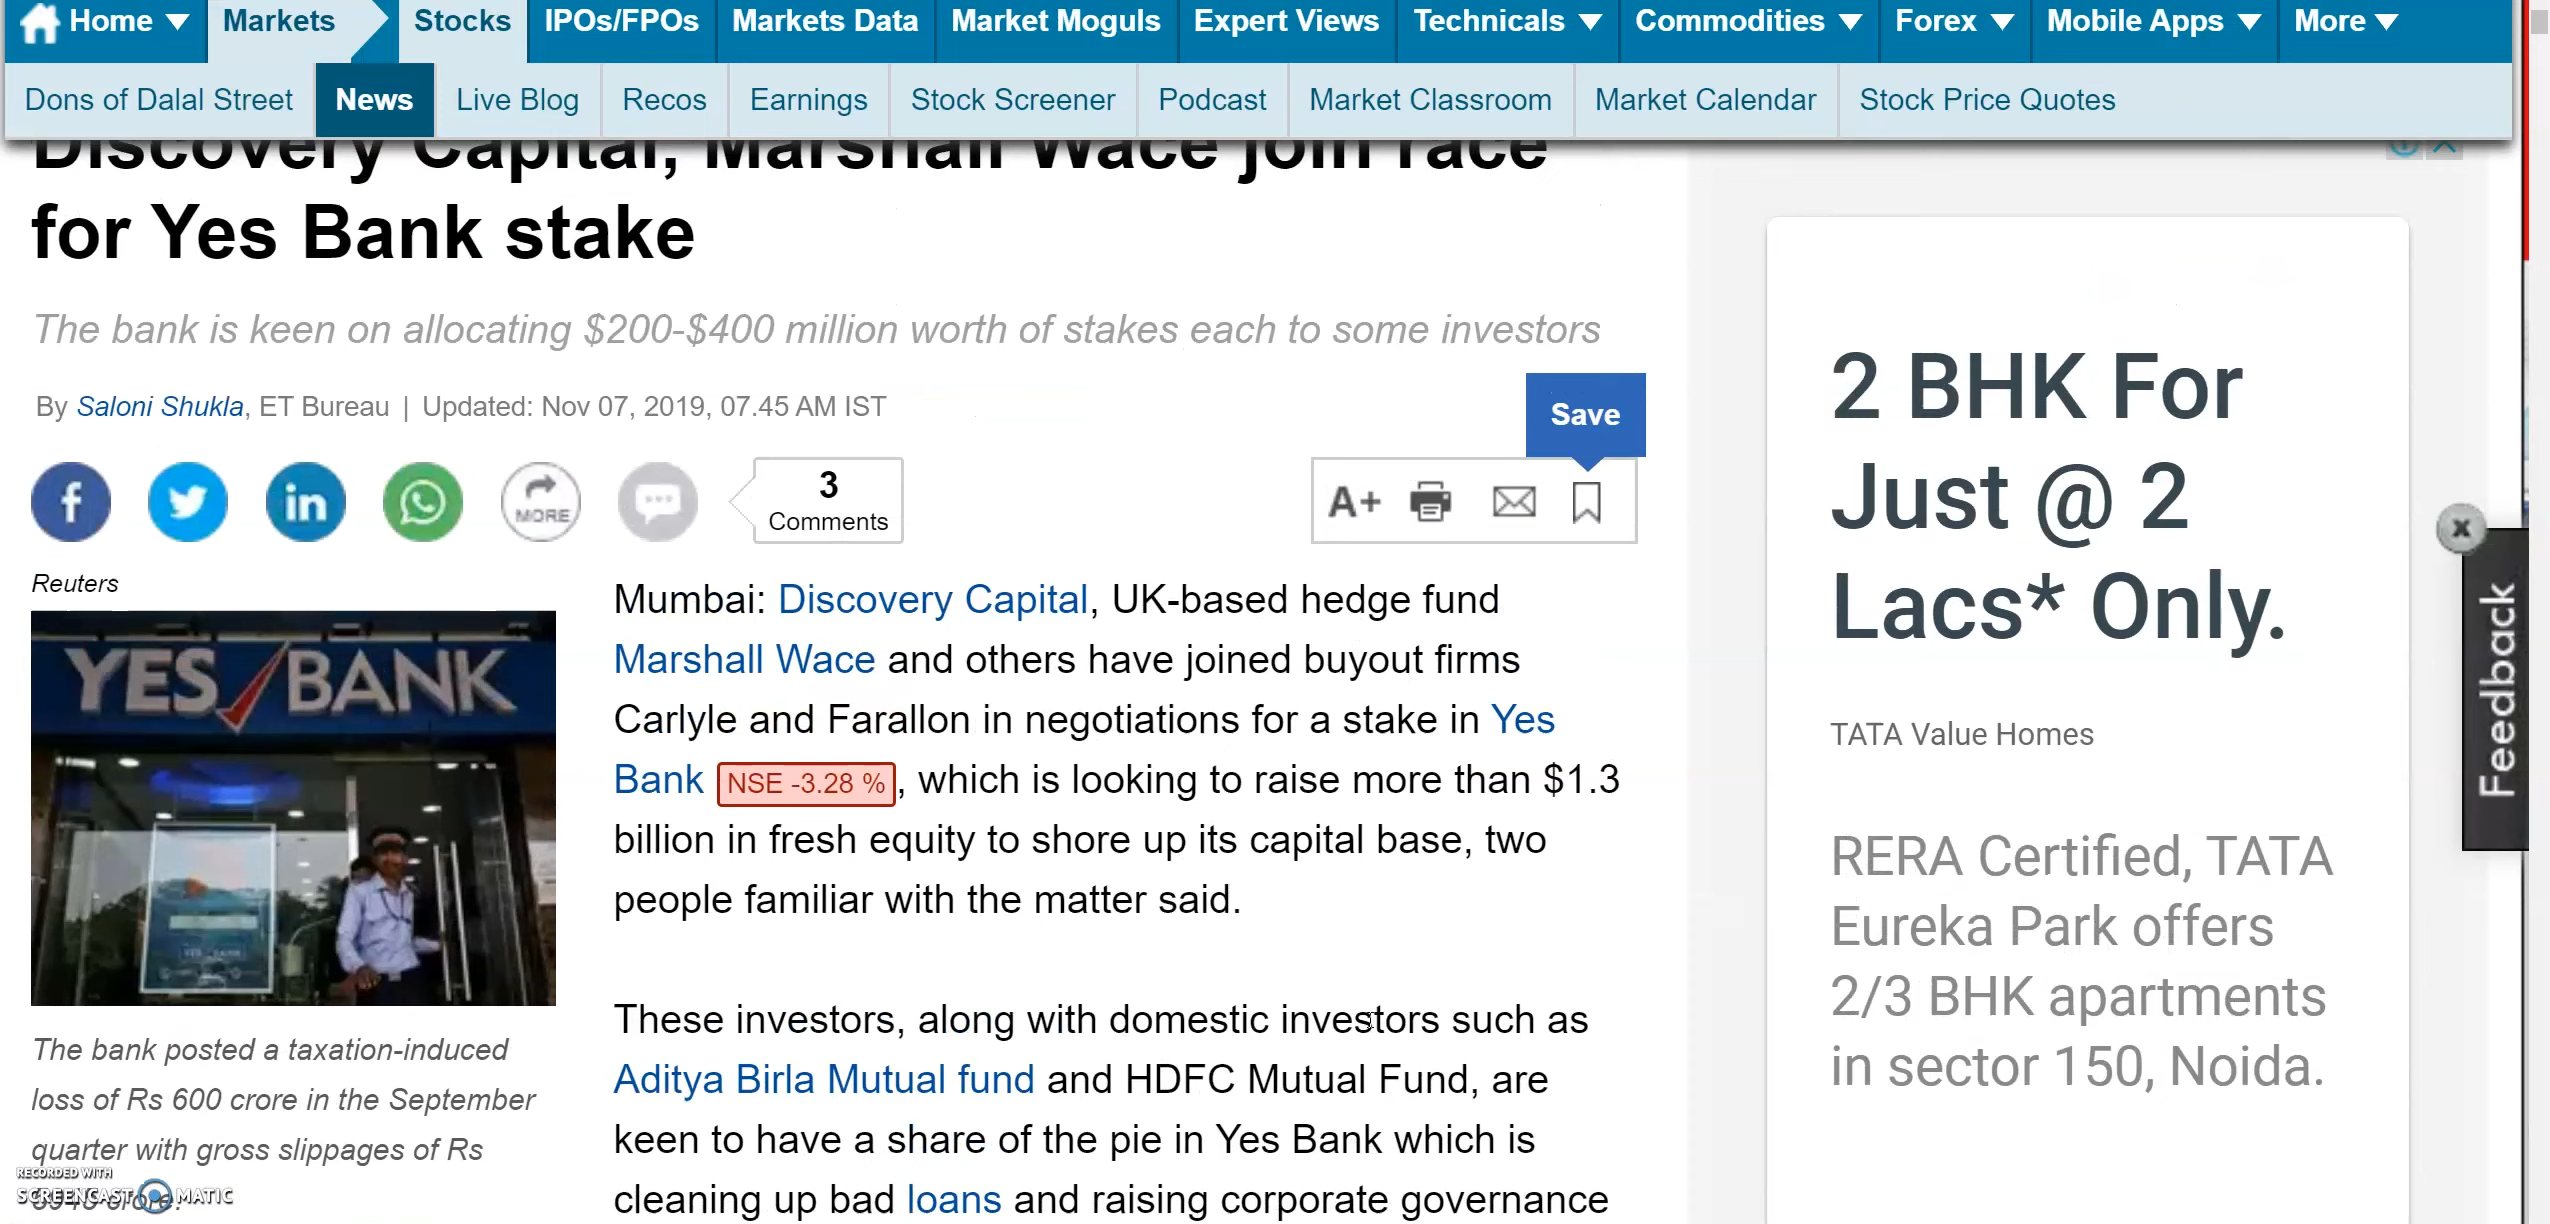 Home Markets Stocks IPOs/FPOs Markets Data Market Moguls Expert Views Technicals Commodities Forex Mobile Apps More
Dons of Dalal Street News Live Blog Recos Earnings Stock Screener Podcast Market Classroom Market Calendar Stock Price Quotes
Discovery Capital, Marshall Wace join race
for Yes Bank stake
The bank is keen on allocating $200-$400 million worth of stakes each to some investors
By Saloni Shukla, ET Bureau | Updated: Nov 07, 2019, 07.45 AM IST
Save
MORE
3
Comments
A+
Reuters
YES BANK
The bank posted a taxation-induced
loss of Rs 600 crore in the September
quarter with gross slippages of Rs
crore.
RECORDED WITH
SCREENCAST MATIC
Mumbai: Discovery Capital, UK-based hedge fund
Marshall Wace and others have joined buyout firms
Carlyle and Farallon in negotiations for a stake in Yes
Bank NSE -3.28 %, which is looking to raise more than $1.3
billion in fresh equity to shore up its capital base, two
people familiar with the matter said.
These investors, along with domestic investors such as
Aditya Birla Mutual fund and HDFC Mutual Fund, are
keen to have a share of the pie in Yes Bank which is
cleaning up bad loans and raising corporate governance
2 BHK For
Just @ 2
Lacs* Only.
TATA Value Homes
RERA Certified, TATA
Eureka Park offers
2/3 BHK apartments
in sector 150, Noida.
x
Feedback